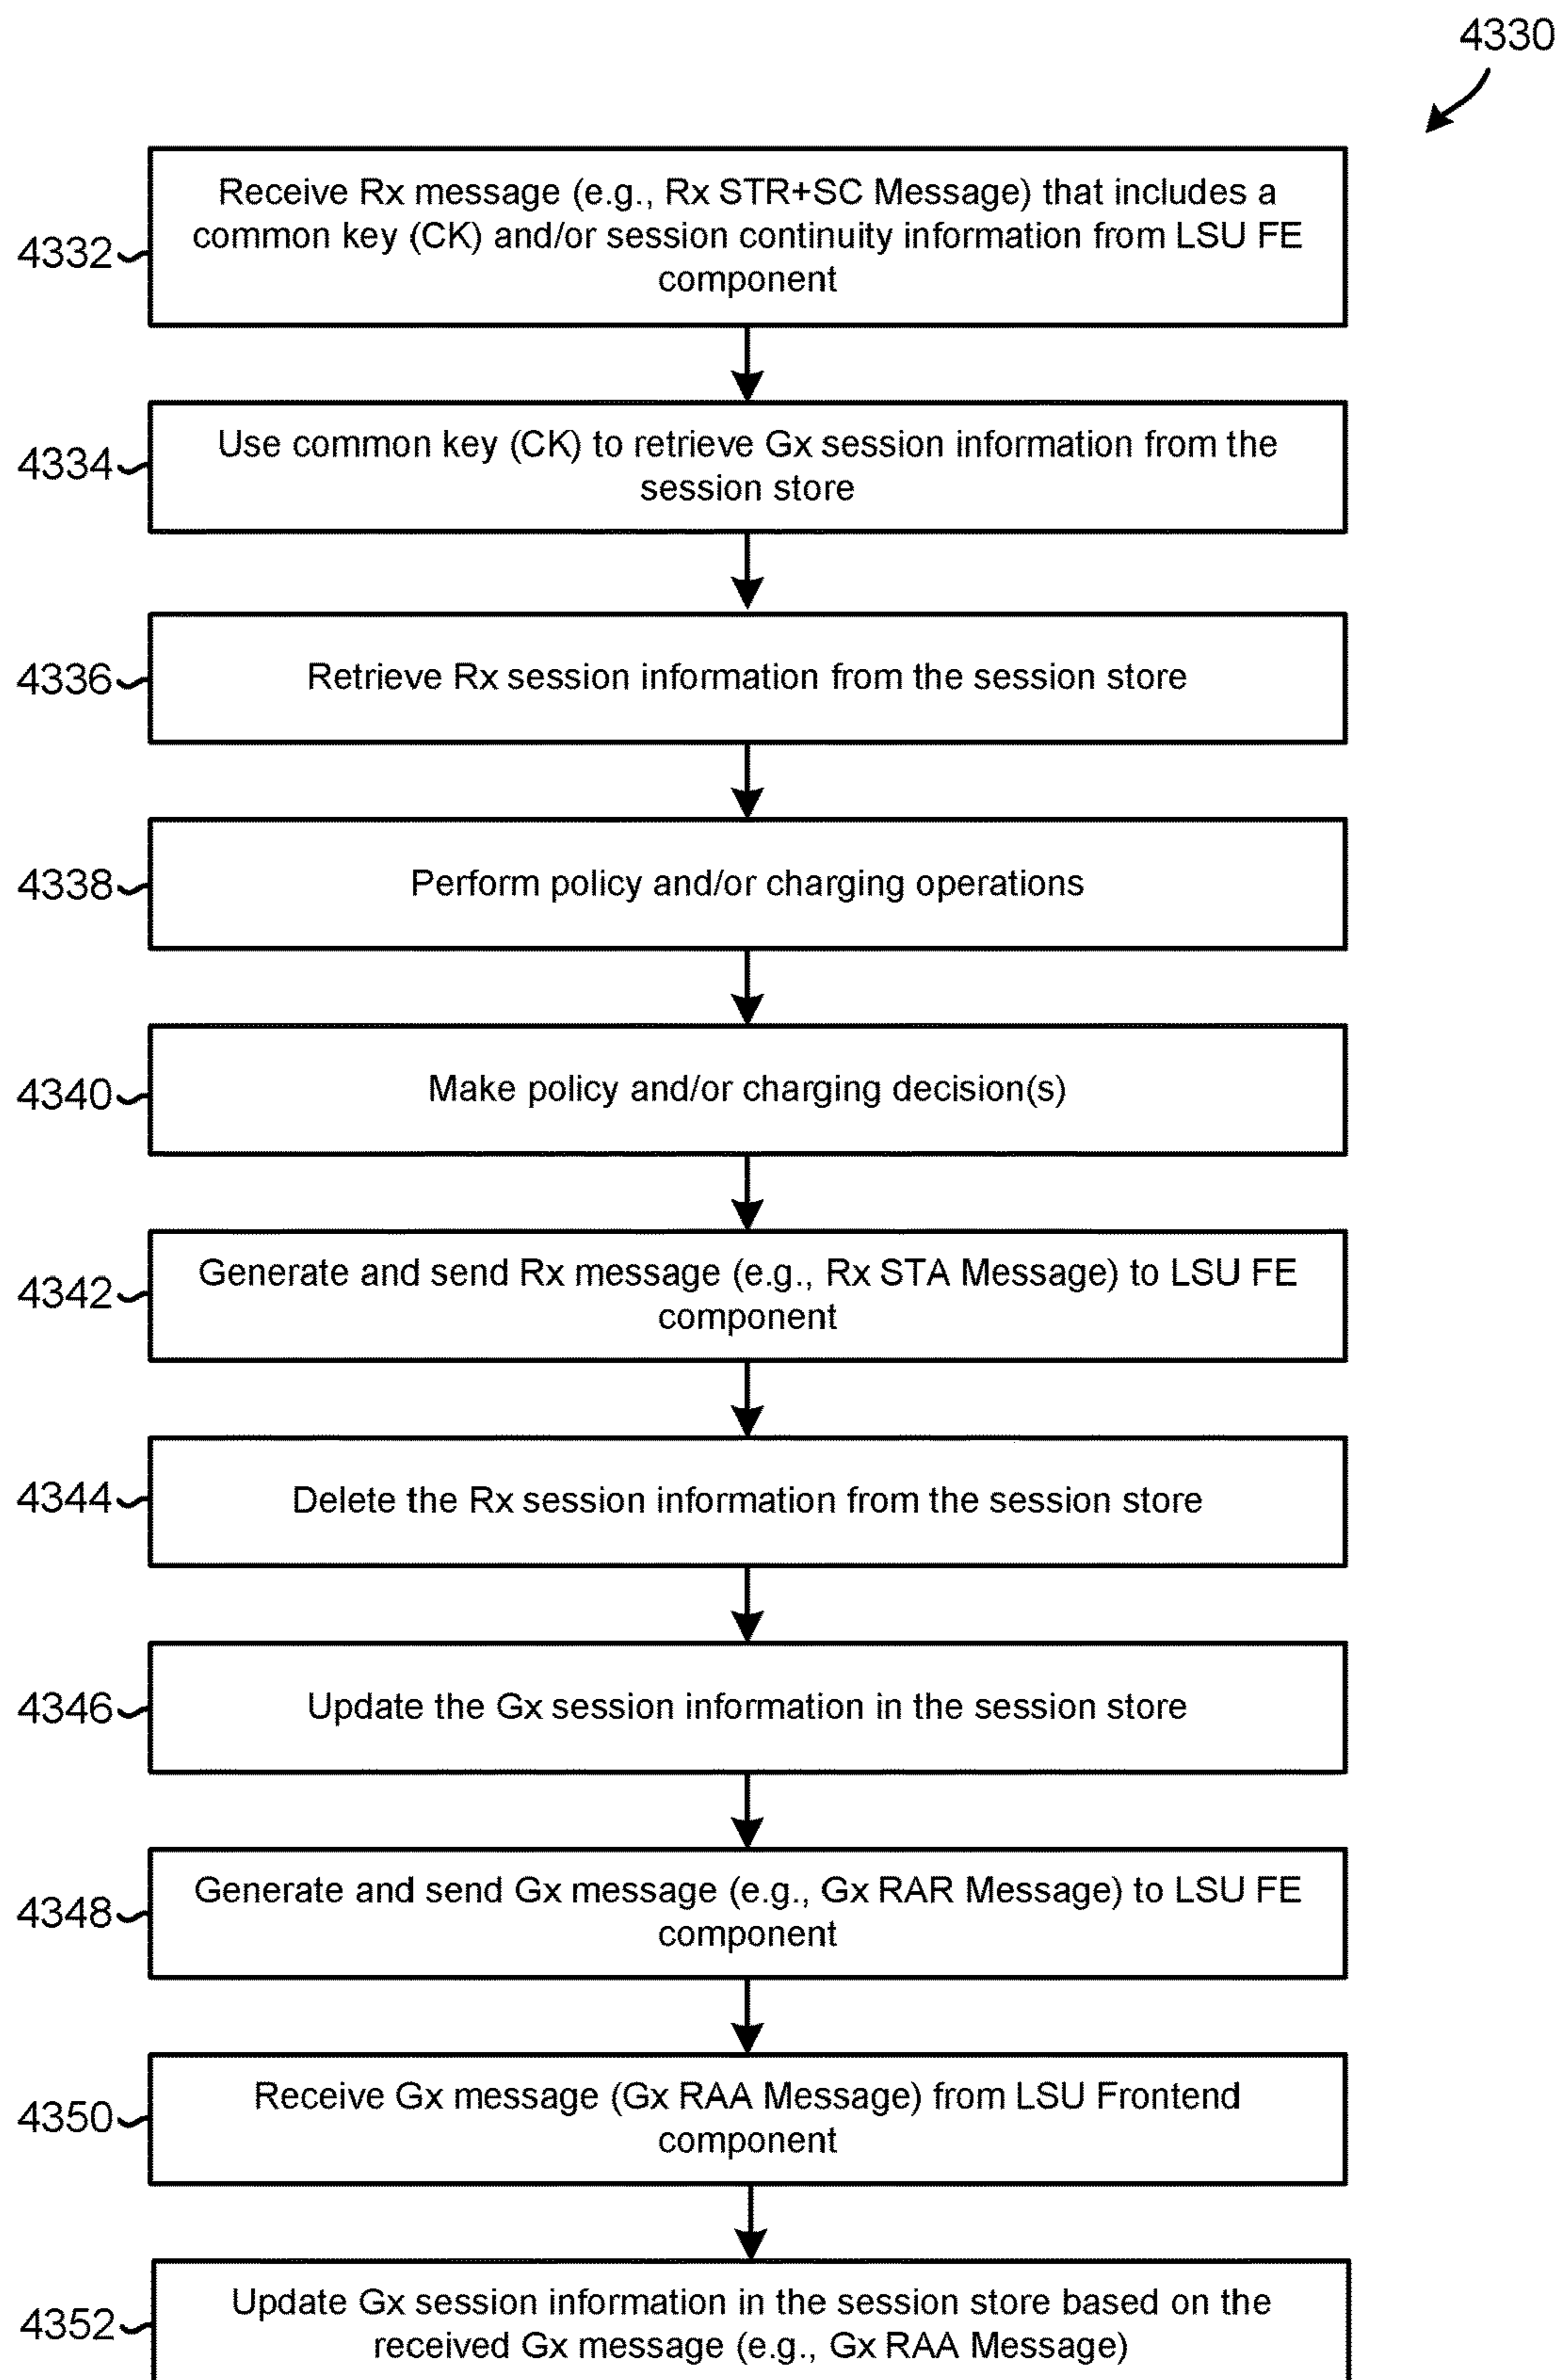 4330
Receive Rx message (e.g., Rx STR+SC Message) that includes a
common key (CK) and/or session continuity information from LSU FE
component
4332
Use common key (CK) to retrieve Gx session information from the
session store
4334
Retrieve Rx session information from the session store
4336
Perform policy and/or charging operations
4338
Make policy and/or charging decision(s)
4340
Generate and send Rx message (e.g., Rx STA Message) to LSU FE
component
4342
Delete the Rx session information from the session store
4344
Update the Gx session information in the session store
4346
Generate and send Gx message (e.g., Gx RAR Message) to LSU FE
component
4348
Receive Gx message (Gx RAA Message) from LSU Frontend
component
4350
Update Gx session information in the session store based on the
received Gx message (e.g., Gx RAA Message)
4352